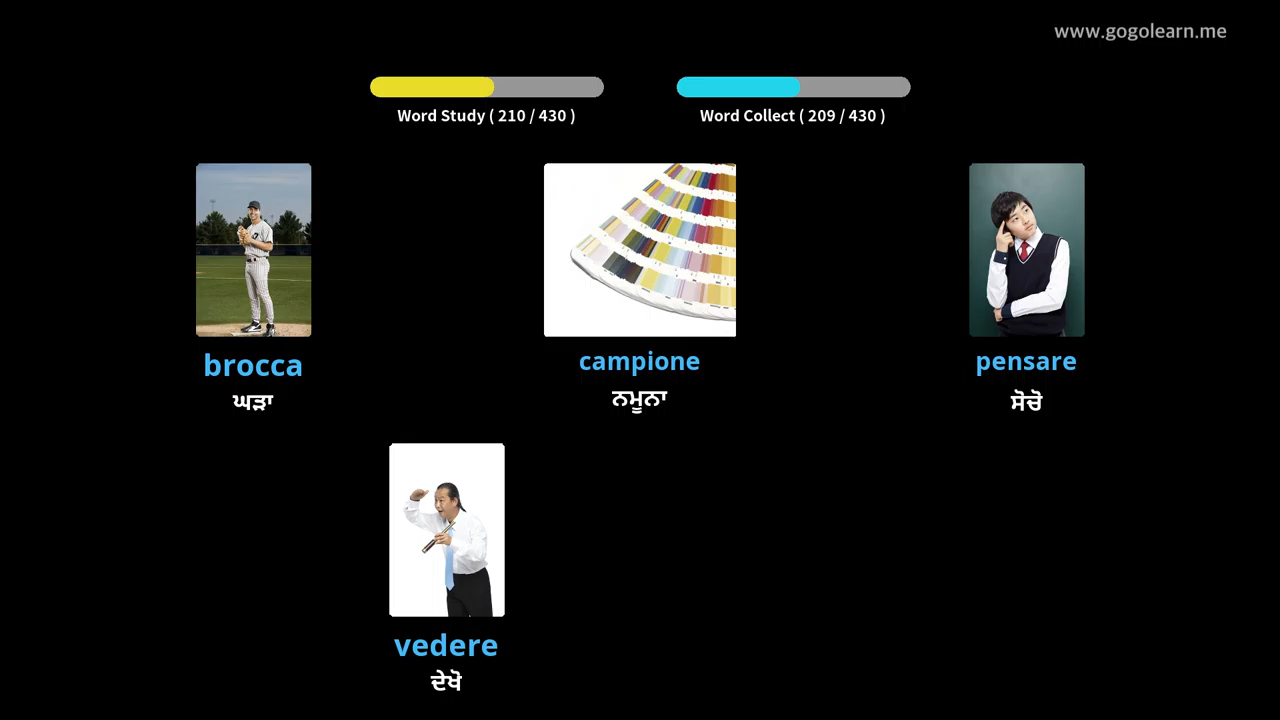 www.gogolearn.me
Word Study ( 210 / 430 )
Word Collect ( 209 / 430 )
brocca
ਘੜਾ
campione
ਨਮੂਨਾ
pensare
ਸੋਚੋ
vedere
ਦੇਖੋ